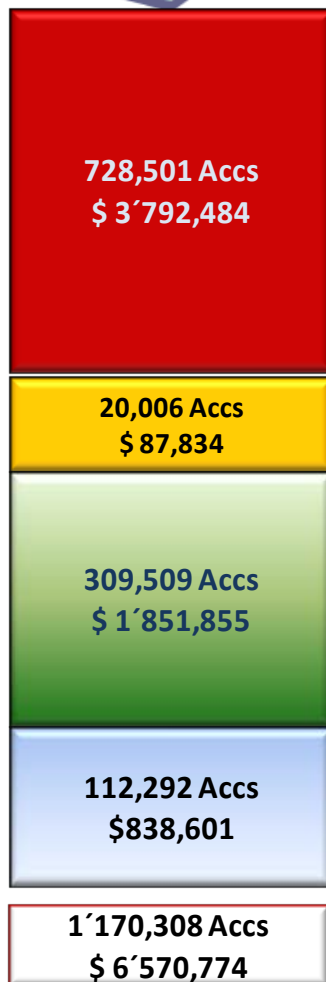 728,501 Accs
$ 3´792,484
20,006 Accs
$ 87,834
309,509 Accs
$ 1´851,855
112,292 Accs
$838,601
1´170,308 Accs
$ 6´570,774